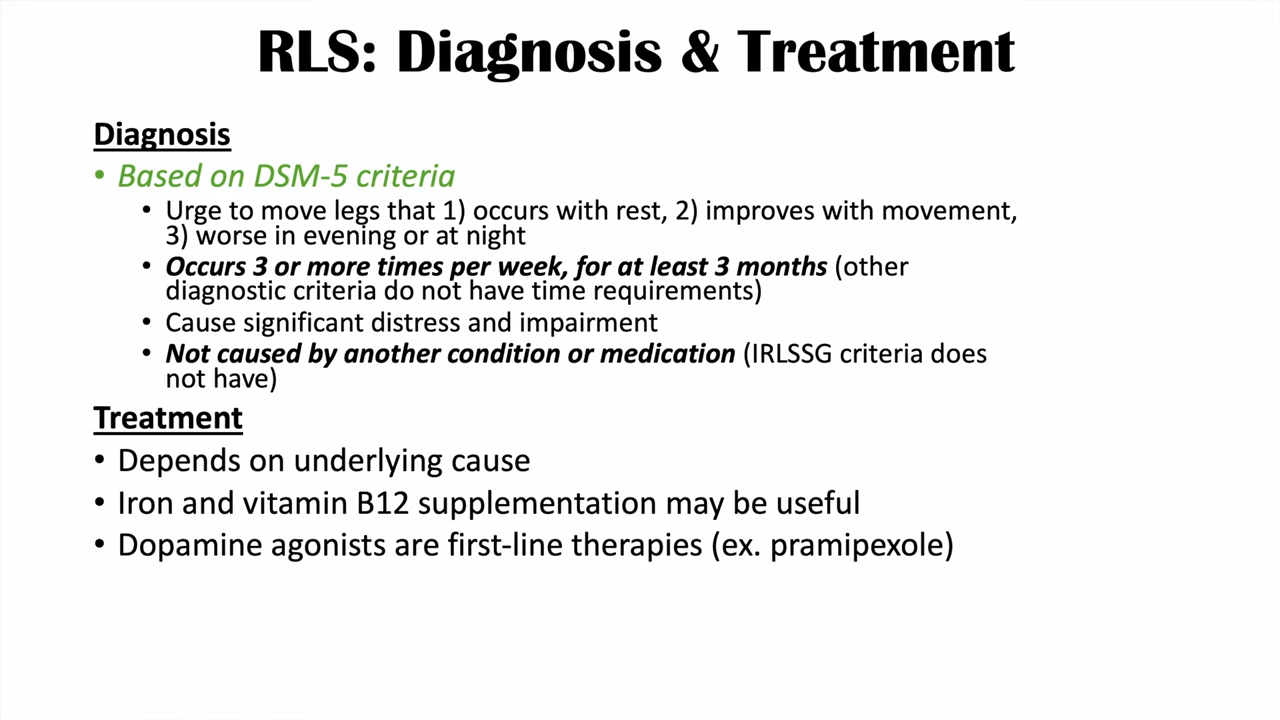 RLS: Diagnosis & Treatment
Diagnosis
• Based on DSM-5 criteria
• Urge to move legs that 1) occurs with rest, 2) improves with movement,
3) worse in evening or at night
• Occurs 3 or more times per week, for at least 3 months (other
diagnostic criteria do not have time requirements)
• Cause significant distress and impairment
• Not caused by another condition or medication (IRLSSG criteria does
not have)
Treatment
• Depends on underlying cause
• Iron and vitamin B12 supplementation may be useful
• Dopamine agonists are first-line therapies (ex. pramipexole)